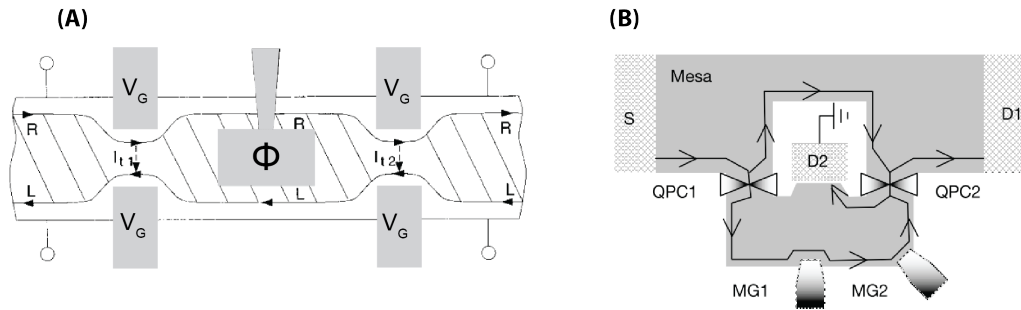 (A)
(B)
V_G
V_G
Mesa
S
D1
R
R
I_t1
Φ
I_t2
D2
L
L
QPC1
QPC2
V_G
V_G
MG1
MG2